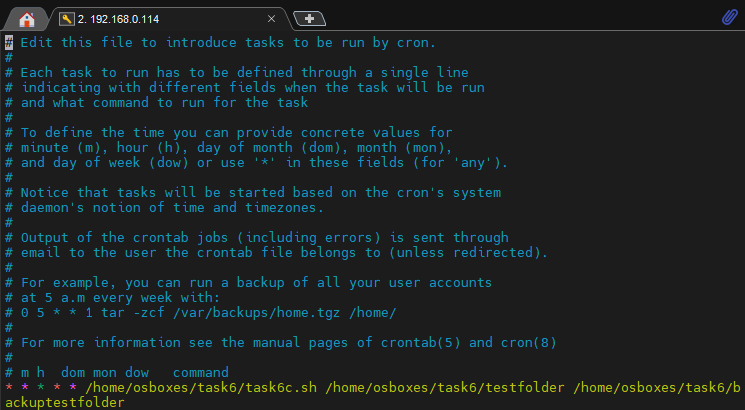 2. 192.168.0.114
# Edit this file to introduce tasks to be run by cron.
#
# Each task to run has to be defined through a single line
# indicating with different fields when the task will be run
# and what command to run for the task
#
# To define the time you can provide concrete values for
# minute (m), hour (h), day of month (dom), month (mon),
# and day of week (dow) or use '*' in these fields (for 'any').
#
# Notice that tasks will be started based on the cron's system
# daemon's notion of time and timezones.
#
# Output of the crontab jobs (including errors) is sent through
# email to the user the crontab file belongs to (unless redirected).
#
# For example, you can run a backup of all your user accounts
# at 5 a.m every week with:
# 0 5 * * 1 tar -zcf /var/backups/home.tgz /home/
#
# For more information see the manual pages of crontab(5) and cron(8)
#
# m h  dom mon dow   command
* * * * * /home/osboxes/task6/task6c.sh /home/osboxes/task6/testfolder /home/osboxes/task6/b
ackuptestfolder